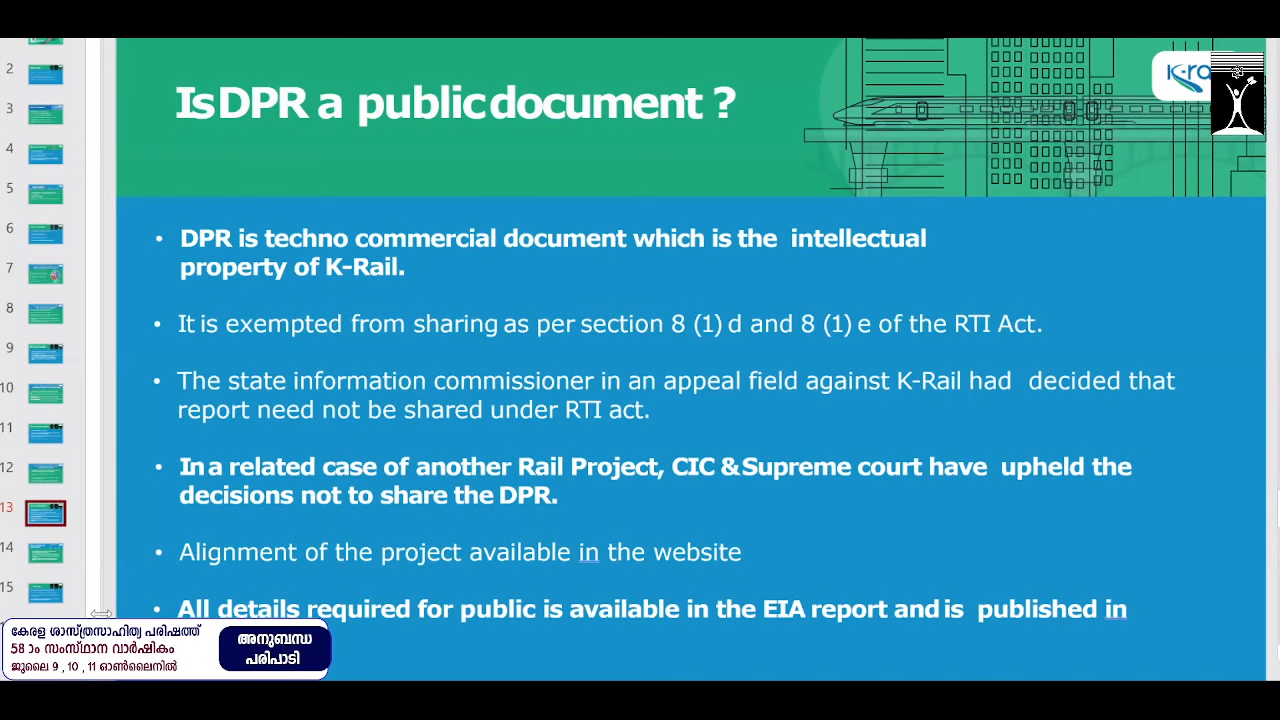 2
3
4
5
6
7
8
9
10
11
12
13
14
15
Is DPR a public document ?
• DPR is techno commercial document which is the intellectual
property of K-Rail.
• It is exempted from sharing as per section 8 (1) d and 8 (1) e of the RTI Act.
• The state information commissioner in an appeal field against K-Rail had decided that
report need not be shared under RTI act.
• In a related case of another Rail Project, CIC & Supreme court have upheld the
decisions not to share the DPR.
• Alignment of the project available in the website
• All details required for public is available in the EIA report and is published in
കേരള ശാസ്ത്രസാഹിത്യ പരിഷത്ത്
58 ാം സംസ്ഥാന വാർഷികം
ജൂലൈ 9 , 10 , 11 ഓൺലൈനിൽ
അനുബന്ധ
പരിപാടി